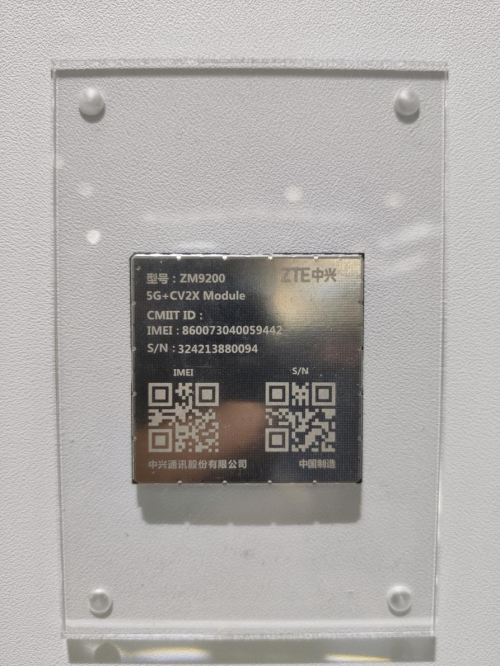 型号：ZM9200
ZTE中兴
5G+CV2X Module
CMIIT ID：
IMEI：860073040059442
S/N：324213880094
IMEI
S/N
中兴通讯股份有限公司
中国制造